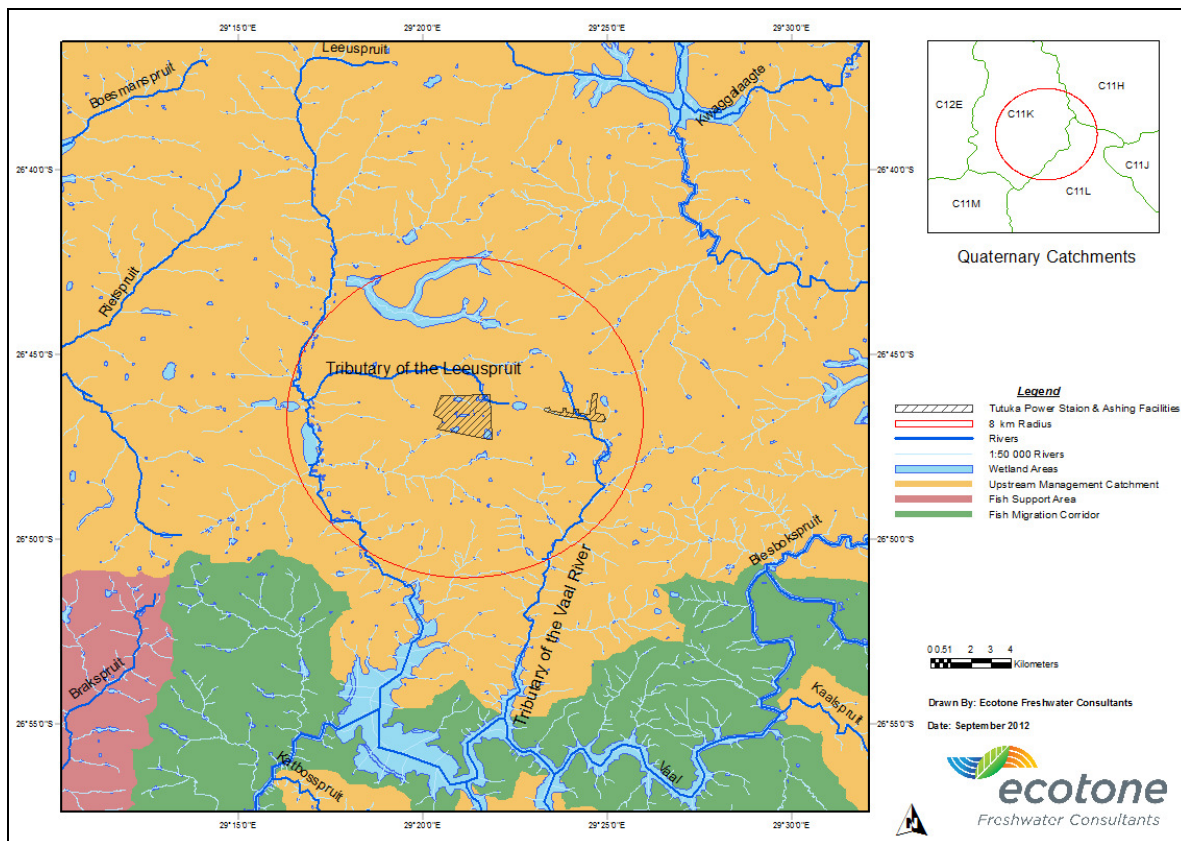 29°15'0"E
29°20'0"E
29°25'0"E
29°30'0"E
Leeuspruit
Boesmanspruit
Kwaggalaagte
26°40'0"S
26°40'0"S
Rietspruit
26°45'0"S
26°45'0"S
Tributary of the Leeuspruit
26°50'0"S
26°50'0"S
Blesbokspruit
Tributary of the Vaal River
Brakspruit
Kaalspruit
26°55'0"S
26°55'0"S
Katbosspruit
Vaal
29°15'0"E
29°20'0"E
29°25'0"E
29°30'0"E
C11H
C12E
C11K
C11J
C11L
C11M
Quaternary Catchments
Legend
Tutuka Power Staion & Ashing Facilities
8 km Radius
Rivers
1:50 000 Rivers
Wetland Areas
Upstream Management Catchment
Fish Support Area
Fish Migration Corridor
0 0.5 1 2 3 4
Kilometers
Drawn By: Ecotone Freshwater Consultants
Date: September 2012
N
ecotone
Freshwater Consultants